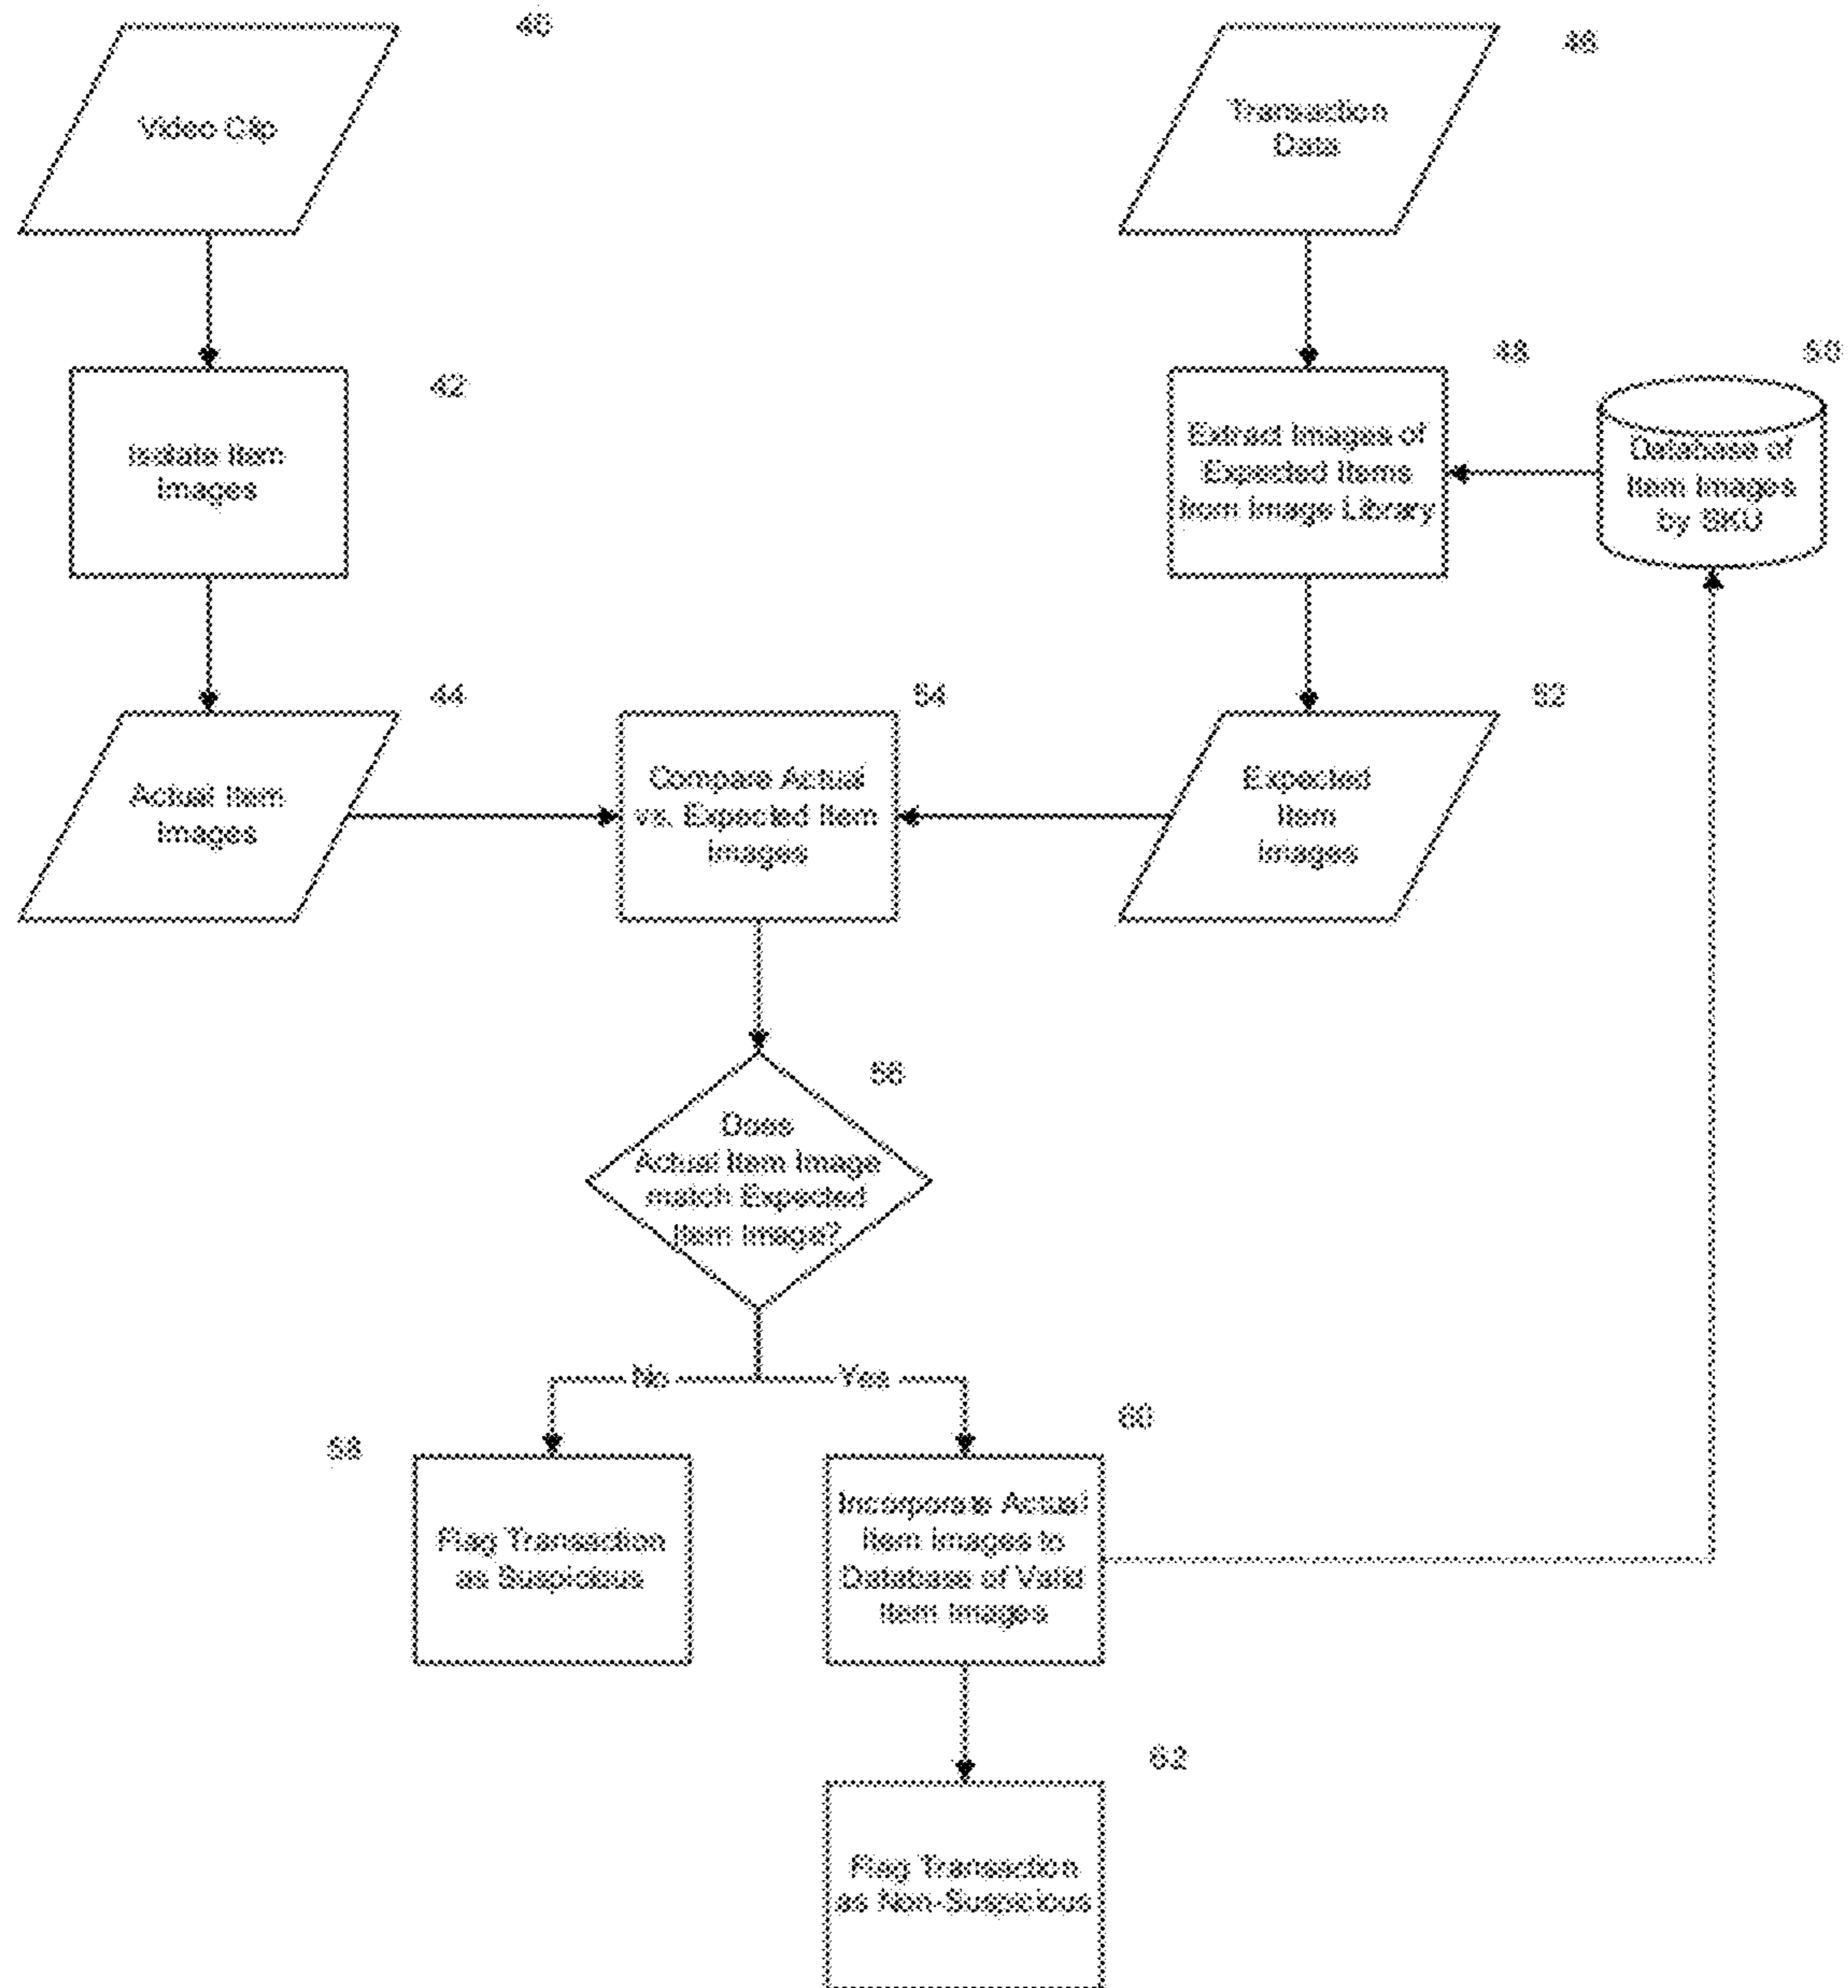 40
Video Clip
46
Transaction
Data
42
Isolate Item
Images
48
Extract Images of
Expected Items
from Image Library
50
Database of
Item Images
by SKU
44
Actual Item
Images
54
Compare Actual
vs. Expected Item
Images
52
Expected
Item
Images
56
Does
Actual Item Image
match Expected
Item Image?
No
Yes
58
Flag Transaction
as Suspicious
60
Incorporate Actual
Item Images to
Database of Valid
Item Images
62
Flag Transaction
as Non-Suspicious